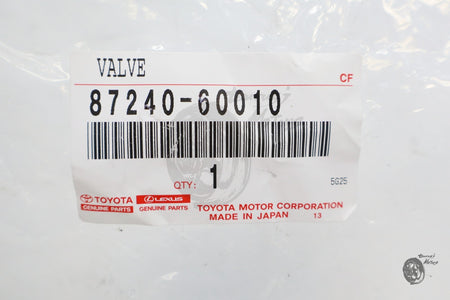 VALVE
CF
87240-60010
QTY: 1
5G25
TOYOTA LEXUS
GENUINE PARTS GENUINE PARTS
TOYOTA MOTOR CORPORATION
MADE IN JAPAN 13